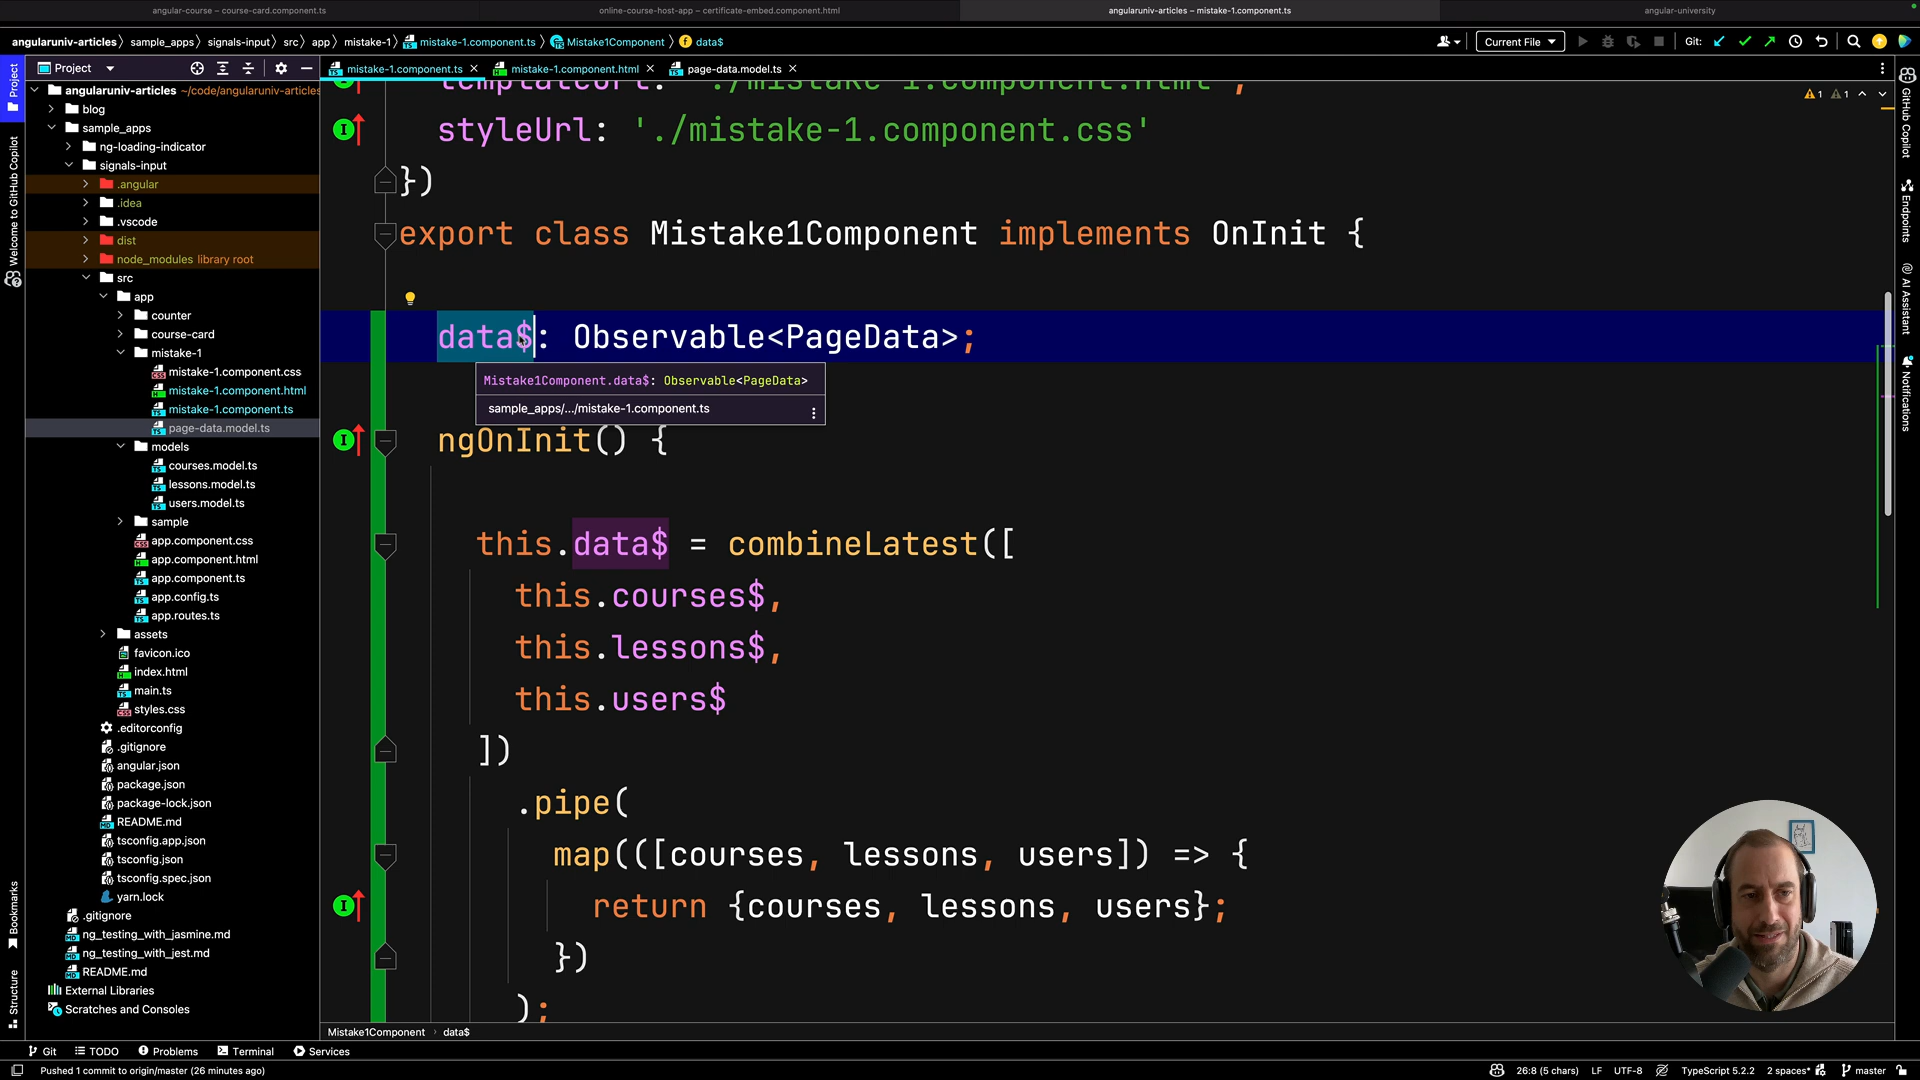 angular-course – course-card.component.ts
online-course-host-app – certificate-embed.component.html
angularuniv-articles – mistake-1.component.ts
angular-university
angularuniv-articles
sample_apps
signals-input
src
app
mistake-1
mistake-1.component.ts
Mistake1Component
data$
Current File
Git:
Project
mistake-1.component.ts
mistake-1.component.html
page-data.model.ts
Project
Welcome to GitHub Copilot
Bookmarks
Structure
angularuniv-articles ~/code/angularuniv-articles
blog
sample_apps
ng-loading-indicator
signals-input
.angular
.idea
.vscode
dist
node_modules library root
src
app
counter
course-card
mistake-1
mistake-1.component.css
mistake-1.component.html
mistake-1.component.ts
page-data.model.ts
models
courses.model.ts
lessons.model.ts
users.model.ts
sample
app.component.css
app.component.html
app.component.ts
app.config.ts
app.routes.ts
assets
favicon.ico
index.html
main.ts
styles.css
.editorconfig
.gitignore
angular.json
package.json
package-lock.json
README.md
tsconfig.app.json
tsconfig.json
tsconfig.spec.json
yarn.lock
.gitignore
ng_testing_with_jasmine.md
ng_testing_with_jest.md
README.md
External Libraries
Scratches and Consoles
templateUrl: './mistake-1.component.html',
styleUrl: './mistake-1.component.css'
})
export class Mistake1Component implements OnInit {
data$: Observable<PageData>;
Mistake1Component.data$: Observable<PageData>
sample_apps/.../mistake-1.component.ts
ngOnInit() {
this.data$ = combineLatest([
this.courses$,
this.lessons$,
this.users$
])
.pipe(
map(([courses, lessons, users]) => {
return {courses, lessons, users};
})
);
1
1
GitHub Copilot
Endpoints
AI Assistant
Notifications
Mistake1Component
data$
Git
TODO
Problems
Terminal
Services
Pushed 1 commit to origin/master (26 minutes ago)
26:8 (5 chars)
LF
UTF-8
TypeScript 5.2.2
2 spaces*
master